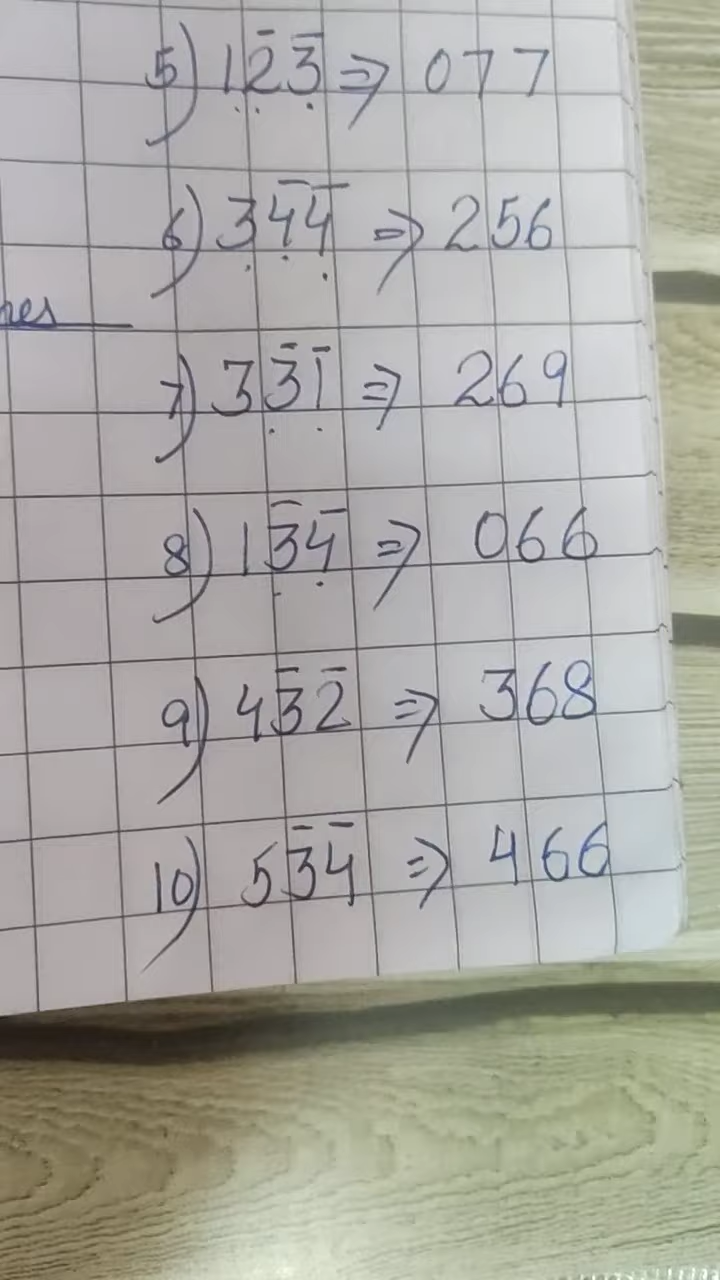 5) 12̅3̅ ⇒ 077
6) 34̅4̅ ⇒ 256
7) 33̅1̅ ⇒ 269
8) 13̅4̅ ⇒ 066
9) 43̅2̅ ⇒ 368
10) 53̅4̅ ⇒ 466